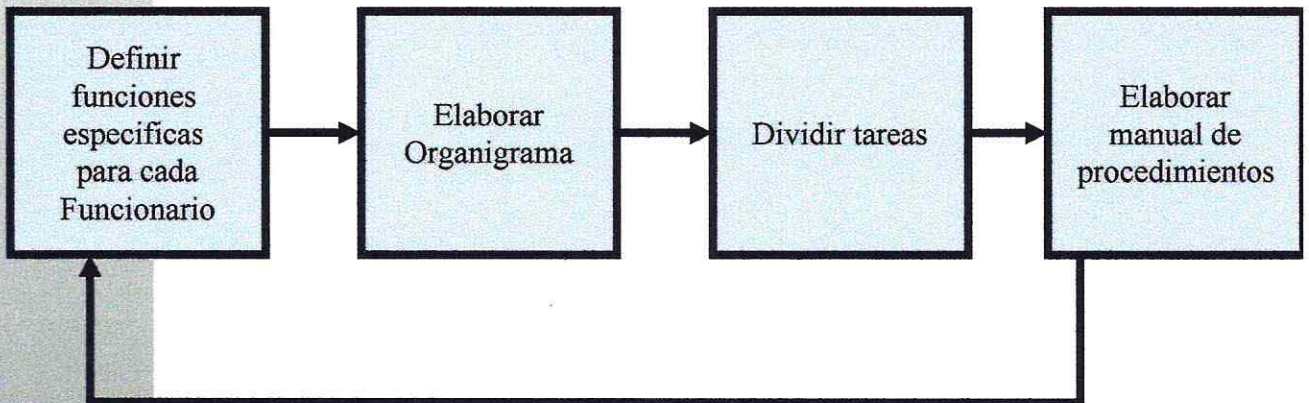 Definir
funciones
especificas
para cada
Funcionario
Elaborar
Organigrama
Dividir tareas
Elaborar
manual de
procedimientos